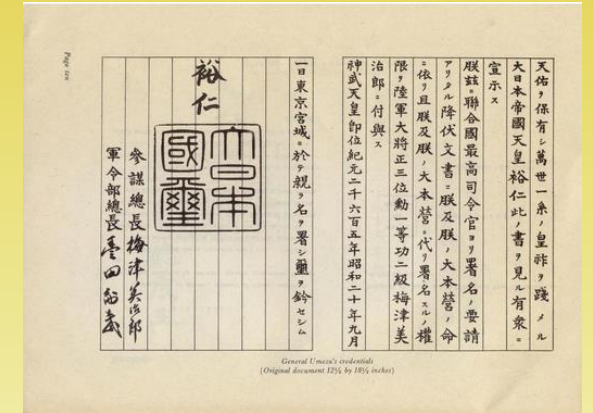 Page ten
天佑ヲ保有シ萬世一系ノ皇祚ヲ踐メル
大日本帝國天皇裕仁此ノ書ヲ見ル有衆ニ
宣示ス
朕茲ニ聯合國最高司令官ヨリ署名ノ要請
アリタル降伏文書ニ朕及朕ノ大本營ノ命
ニ依リ且朕及朕ノ大本營ニ代リ署名スルノ權
限ヲ陸軍大將正三位勳一等功二級梅津美
治郎ニ付與ス
神武天皇卽位紀元二千六百五年昭和二十年九月
一日東京宮城ニ於テ親ラ名ヲ署シ璽ヲ鈐セシム
裕仁
大日本
國璽
參謀總長梅津美治郎
軍令部總長豊田副武
General Umezu's credentials
(Original document 12¾ by 18¼ inches)